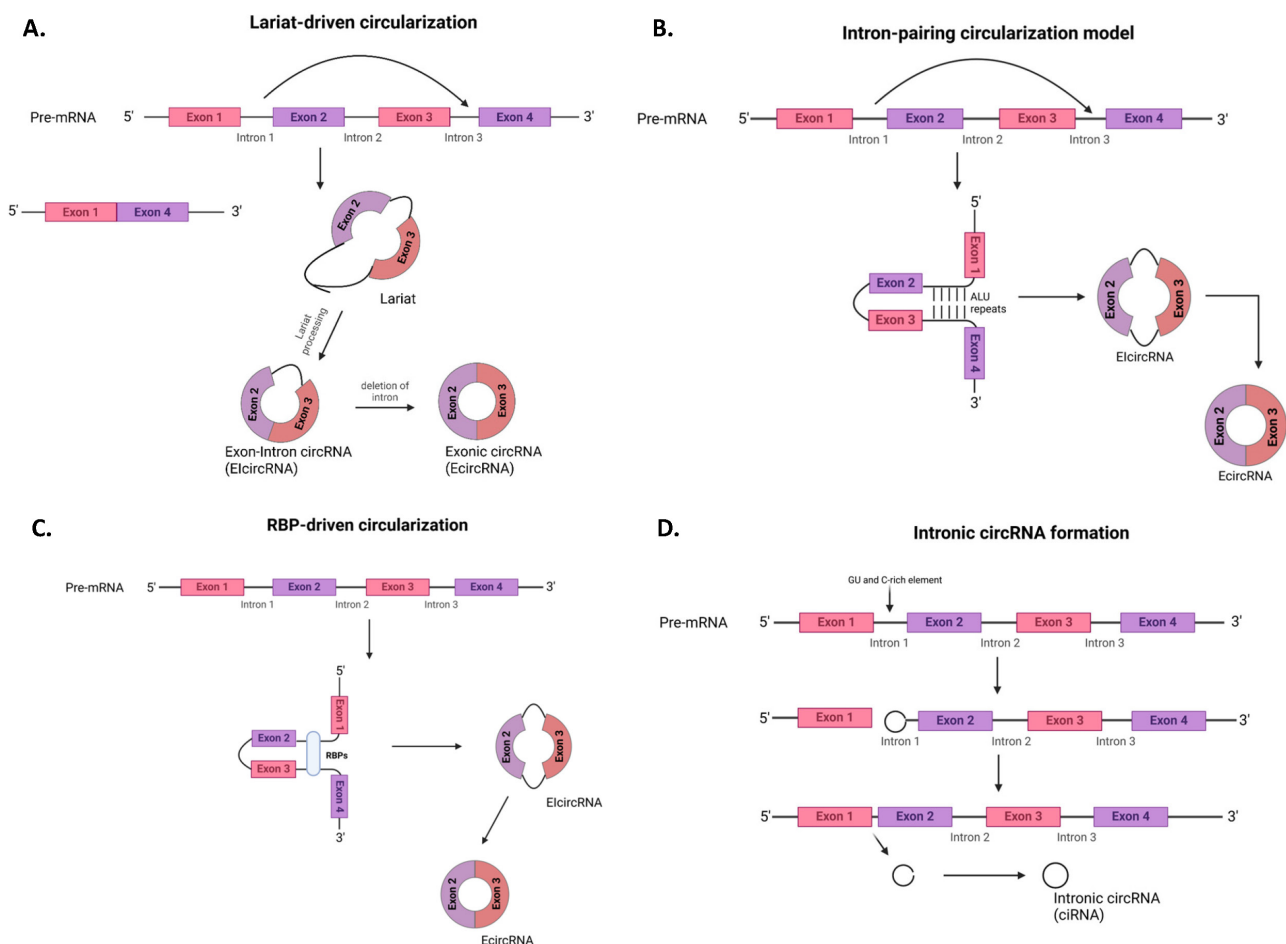 A.
Lariat-driven circularization
Pre-mRNA
5'
Exon 1
Exon 2
Exon 3
Exon 4
3'
Intron 1
Intron 2
Intron 3
5'
Exon 1
Exon 4
3'
Exon 2
Exon 3
Lariat
Lariat
processing
Exon 2
Exon 3
Exon-Intron circRNA
(EIcircRNA)
deletion of
intron
Exon 2
Exon 3
Exonic circRNA
(EcircRNA)
B.
Intron-pairing circularization model
Pre-mRNA
5'
Exon 1
Exon 2
Exon 3
Exon 4
3'
Intron 1
Intron 2
Intron 3
5'
Exon 1
Exon 2
Exon 3
ALU
repeats
Exon 4
3'
Exon 2
Exon 3
EIcircRNA
Exon 2
Exon 3
EcircRNA
C.
RBP-driven circularization
Pre-mRNA
5'
Exon 1
Exon 2
Exon 3
Exon 4
3'
Intron 1
Intron 2
Intron 3
5'
Exon 1
Exon 2
Exon 3
RBPs
Exon 4
3'
Exon 2
Exon 3
EIcircRNA
Exon 2
Exon 3
EcircRNA
D.
Intronic circRNA formation
GU and C-rich element
Pre-mRNA
5'
Exon 1
Exon 2
Exon 3
Exon 4
3'
Intron 1
Intron 2
Intron 3
5'
Exon 1
Exon 2
Exon 3
Exon 4
3'
Intron 1
Intron 2
Intron 3
5'
Exon 1
Exon 2
Exon 3
Exon 4
3'
Intron 2
Intron 3
Intronic circRNA
(ciRNA)